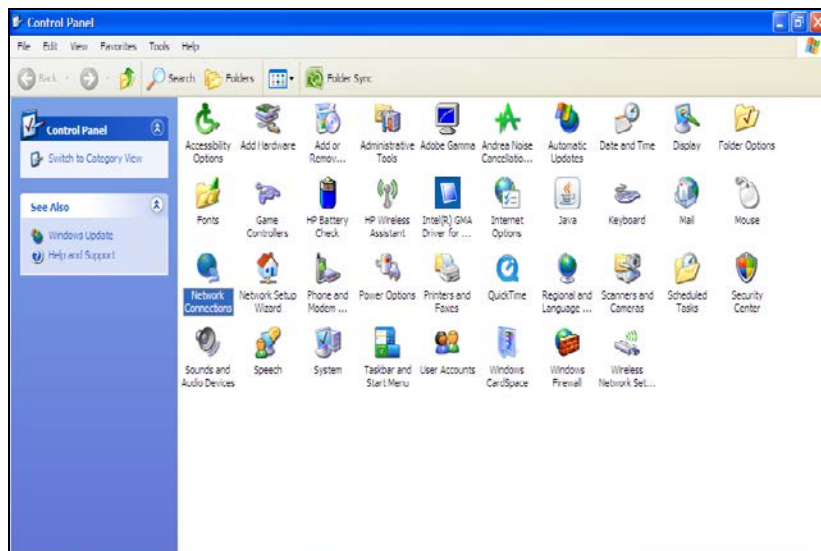 Control Panel
File Edit View Favorites Tools Help
Back Search Folders Folder Sync
Control Panel
Switch to Category View
See Also
Windows Update
Help and Support
Accessibility Options
Add Hardware
Add or Remov...
Administrative Tools
Adobe Gamma
Andrea Noise Cancellatio...
Automatic Updates
Date and Time
Display
Folder Options
Fonts
Game Controllers
HP Battery Check
HP Wireless Assistant
Intel(R) GMA Driver for ...
Internet Options
Java
Keyboard
Mail
Mouse
Network Connections
Network Setup Wizard
Phone and Modem ...
Power Options
Printers and Faxes
QuickTime
Regional and Language ...
Scanners and Cameras
Scheduled Tasks
Security Center
Sounds and Audio Devices
Speech
System
Taskbar and Start Menu
User Accounts
Windows CardSpace
Windows Firewall
Wireless Network Set...